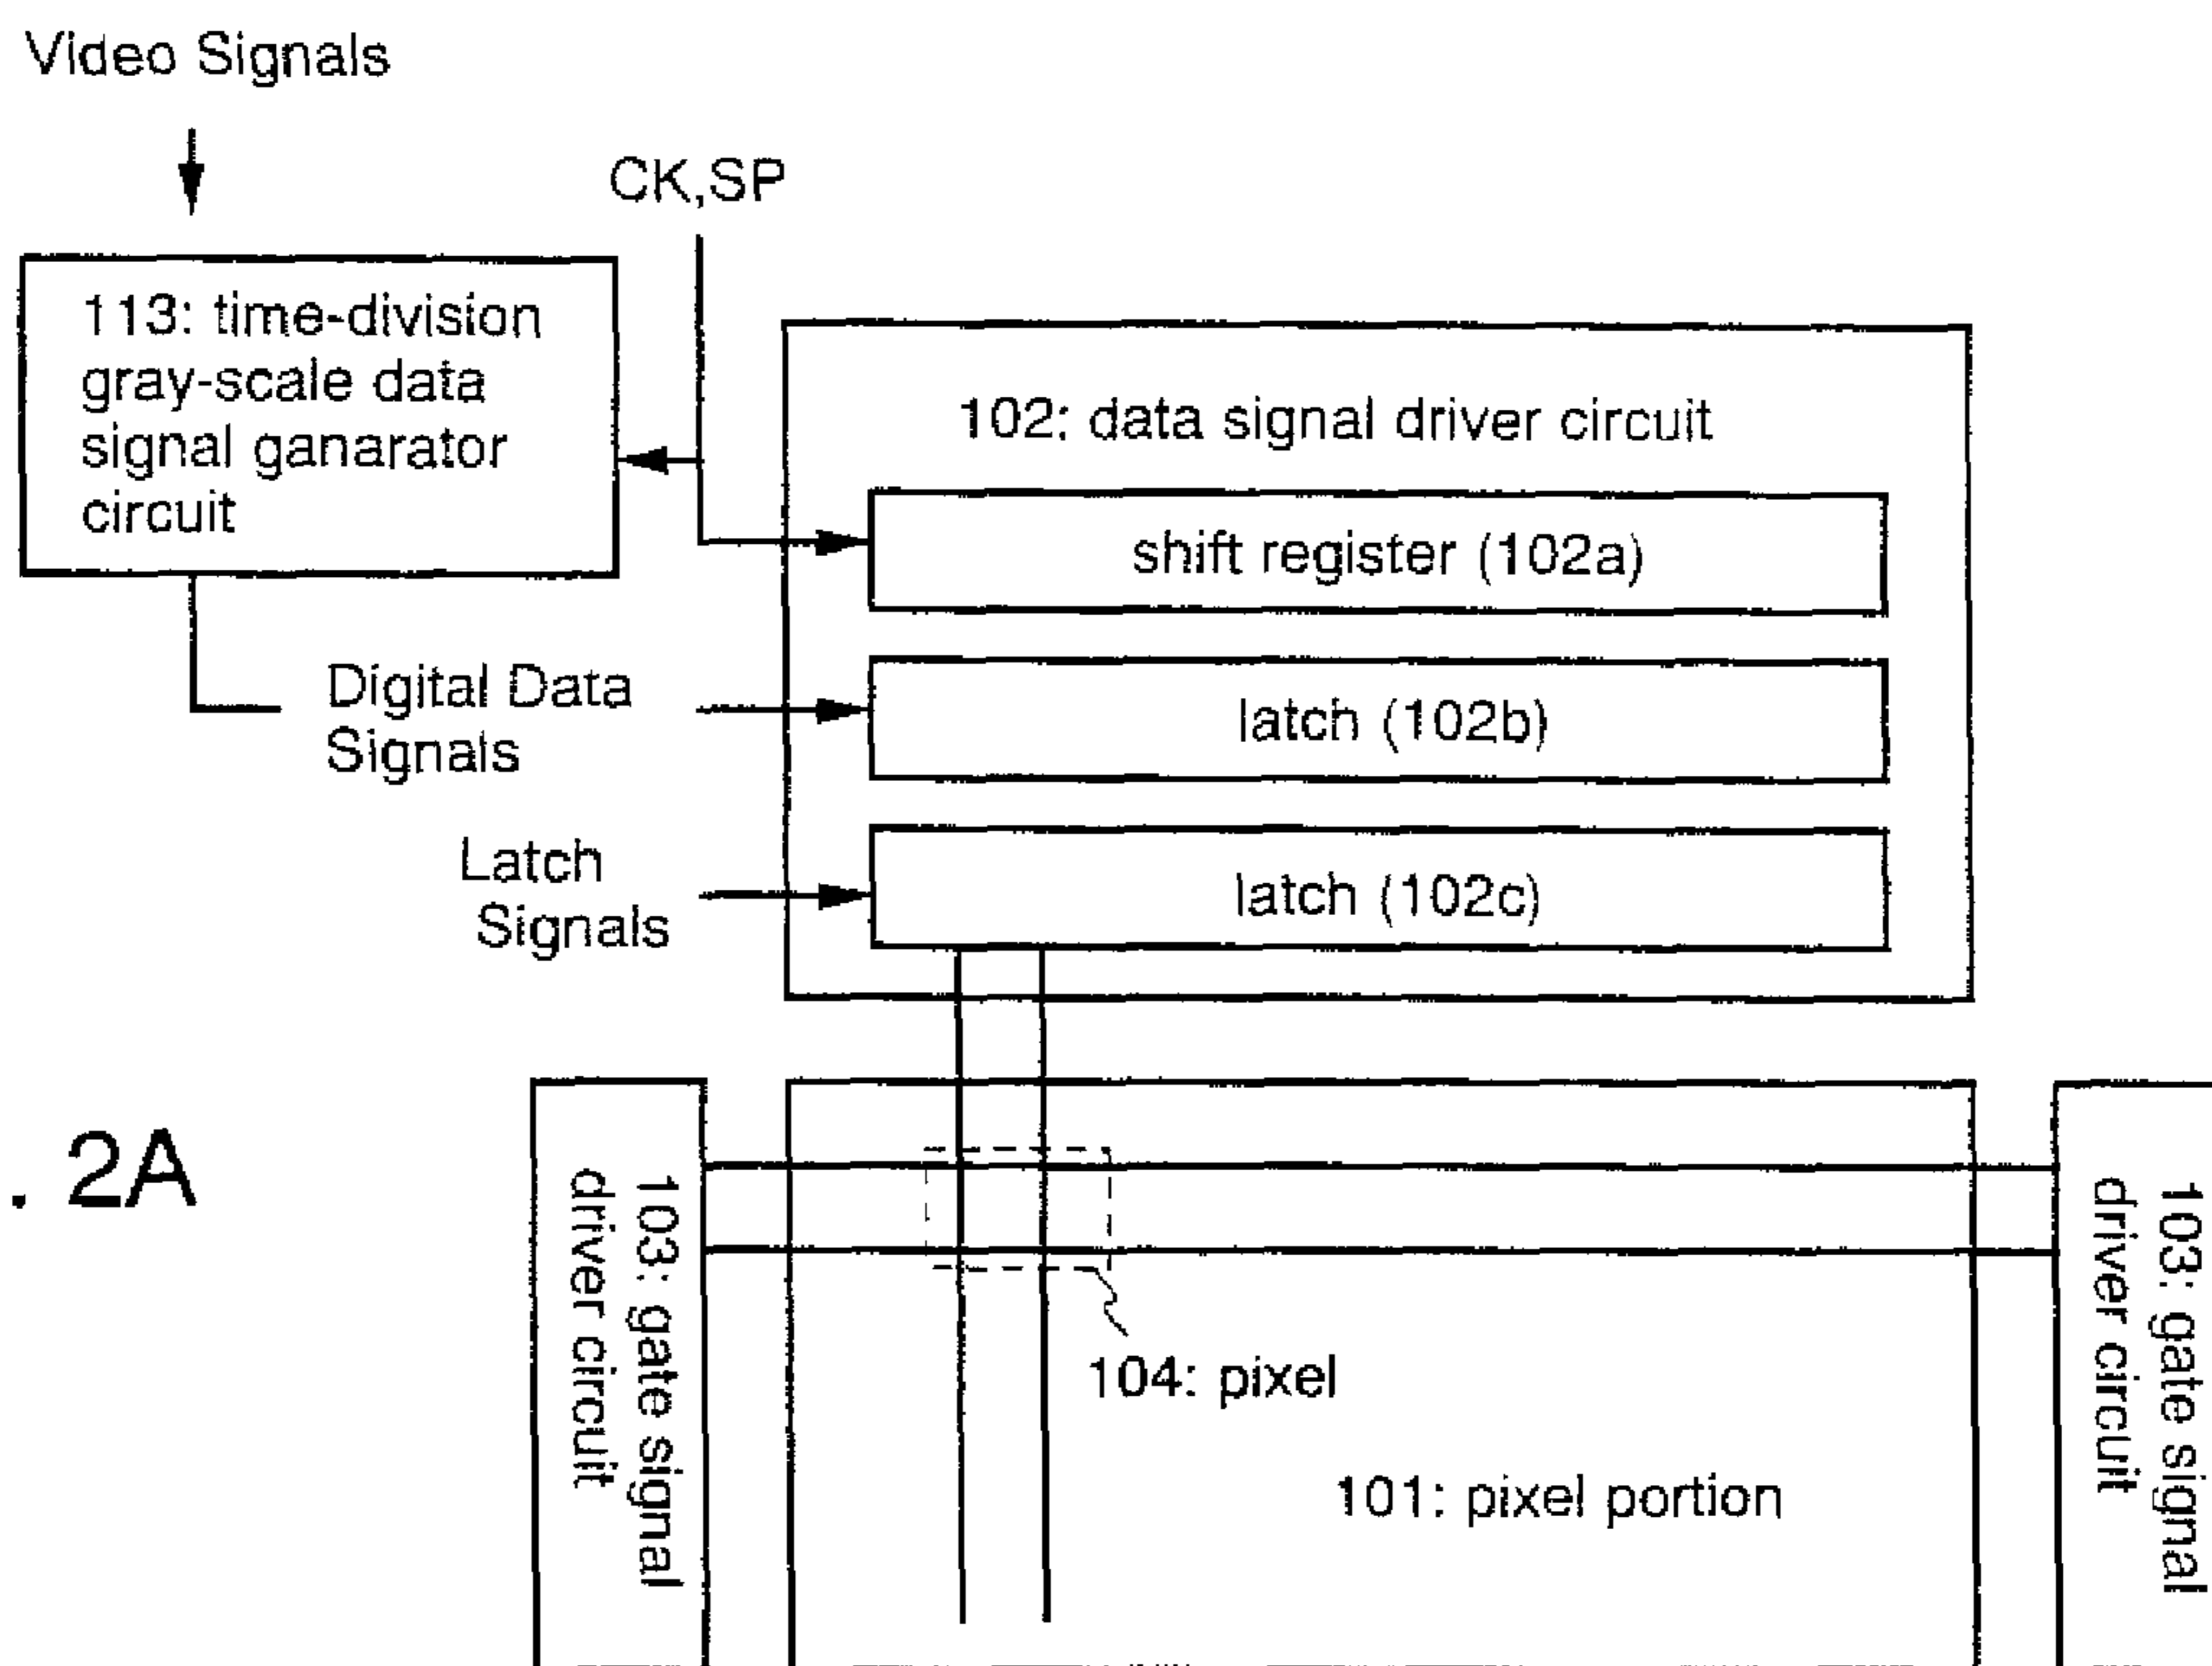 Video Signals
CK,SP
113: time-division
gray-scale data
signal ganarator
circuit
102: data signal driver circuit
shift register (102a)
Digital Data
Signals
latch (102b)
Latch
Signals
latch (102c)
. 2A
103: gate signal
driver circuit
104: pixel
101: pixel portion
103: gate signal
driver circuit